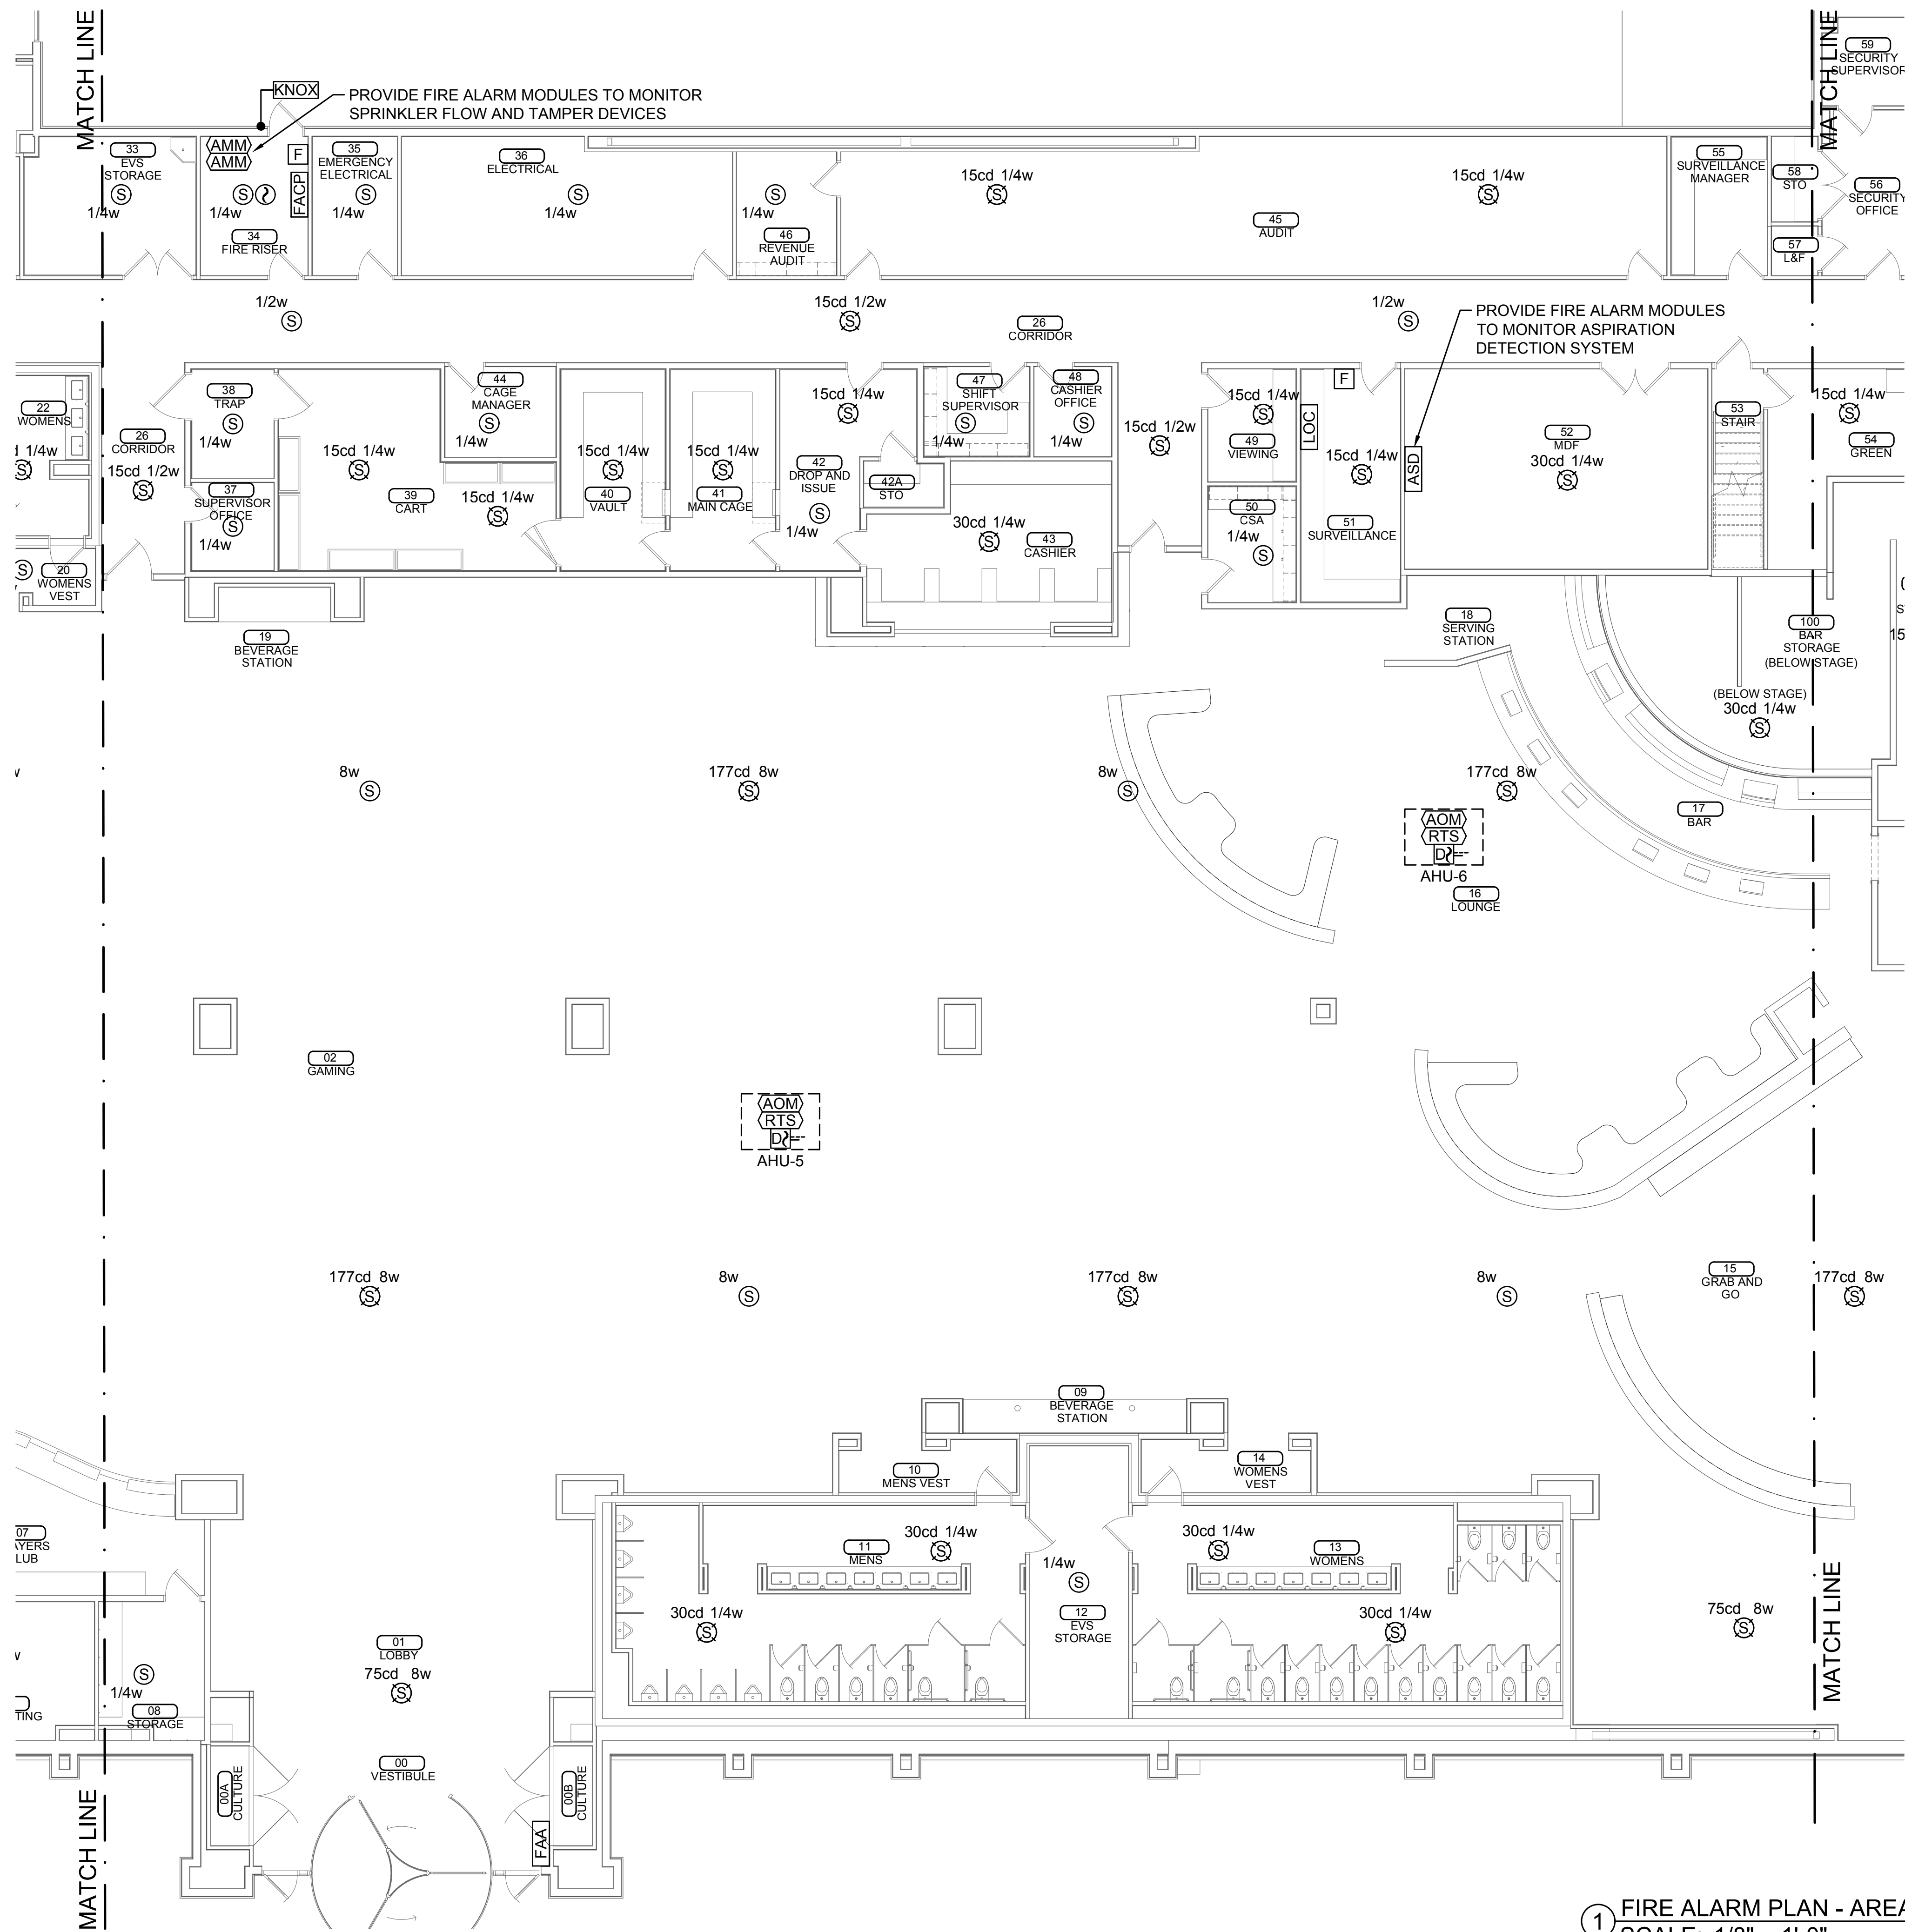 MATCH LINE
MATCH LINE
59
SECURITY
SUPERVISOR
KNOX
PROVIDE FIRE ALARM MODULES TO MONITOR
SPRINKLER FLOW AND TAMPER DEVICES
33
EVS
STORAGE
S
1/4w
AMM
AMM
F
FACP
S
1/4w
34
FIRE RISER
35
EMERGENCY
ELECTRICAL
S
1/4w
36
ELECTRICAL
S
1/4w
S
1/4w
46
REVENUE
AUDIT
15cd 1/4w
S
45
AUDIT
15cd 1/4w
S
55
SURVEILLANCE
MANAGER
58
STO
57
L&F
56
SECURITY
OFFICE
1/2w
S
15cd 1/2w
S
26
CORRIDOR
1/2w
S
PROVIDE FIRE ALARM MODULES
TO MONITOR ASPIRATION
DETECTION SYSTEM
22
WOMENS
1/4w
S
26
CORRIDOR
15cd 1/2w
S
38
TRAP
S
1/4w
37
SUPERVISOR
OFFICE
S
1/4w
15cd 1/4w
S
39
CART
15cd 1/4w
S
44
CAGE
MANAGER
S
1/4w
15cd 1/4w
S
40
VAULT
15cd 1/4w
S
41
MAIN CAGE
15cd 1/4w
S
42
DROP AND
ISSUE
S
1/4w
42A
STO
47
SHIFT
SUPERVISOR
S
1/4w
48
CASHIER
OFFICE
S
1/4w
30cd 1/4w
S
43
CASHIER
15cd 1/2w
S
15cd 1/4w
S
49
VIEWING
50
CSA
1/4w
S
F
LOC
15cd 1/4w
S
51
SURVEILLANCE
ASD
52
MDF
30cd 1/4w
S
53
STAIR
15cd 1/4w
S
54
GREEN
S
20
WOMENS
VEST
19
BEVERAGE
STATION
18
SERVING
STATION
100
BAR
STORAGE
(BELOW STAGE)
15
(BELOW STAGE)
30cd 1/4w
S
8w
S
177cd 8w
S
8w
S
177cd 8w
S
17
BAR
AOM
RTS
D
AHU-6
16
LOUNGE
02
GAMING
AOM
RTS
D
AHU-5
177cd 8w
S
8w
S
177cd 8w
S
8w
S
15
GRAB AND
GO
177cd 8w
S
09
BEVERAGE
STATION
10
MENS VEST
14
WOMENS
VEST
07
AYERS
LUB
11
MENS
30cd 1/4w
S
30cd 1/4w
S
1/4w
S
12
EVS
STORAGE
30cd 1/4w
S
13
WOMENS
30cd 1/4w
S
75cd 8w
S
MATCH LINE
01
LOBBY
75cd 8w
S
S
1/4w
08
STORAGE
TING
00
VESTIBULE
00A
CULTURE
00B
CULTURE
FAA
MATCH LINE
1
FIRE ALARM PLAN - AREA
SCALE: 1/8" = 1'-0"